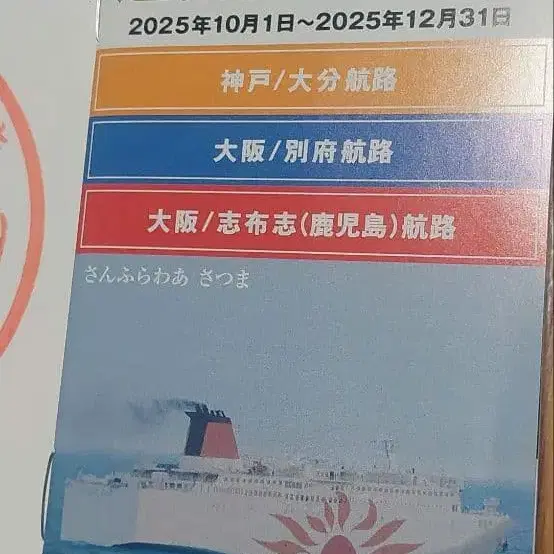 2025年10月1日～2025年12月31日
神戸/大分航路
大阪/別府航路
大阪/志布志(鹿児島)航路
さんふらわあ さつま